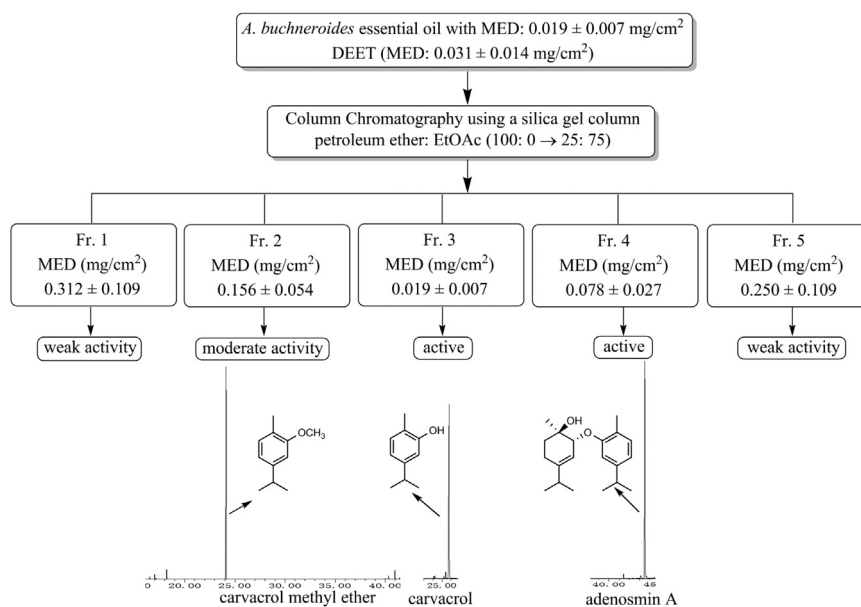 A. buchneroides essential oil with MED: 0.019 ± 0.007 mg/cm²
DEET (MED: 0.031 ± 0.014 mg/cm²)
Column Chromatography using a silica gel column
petroleum ether: EtOAc (100: 0 → 25: 75)
Fr. 1
MED (mg/cm²)
0.312 ± 0.109
Fr. 2
MED (mg/cm²)
0.156 ± 0.054
Fr. 3
MED (mg/cm²)
0.019 ± 0.007
Fr. 4
MED (mg/cm²)
0.078 ± 0.027
Fr. 5
MED (mg/cm²)
0.250 ± 0.109
weak activity
moderate activity
active
active
weak activity
OCH₃
OH
OH
O
20.00 25.00 30.00 35.00 40.0
25.00
40.00 45
carvacrol methyl ether
carvacrol
adenosmin A